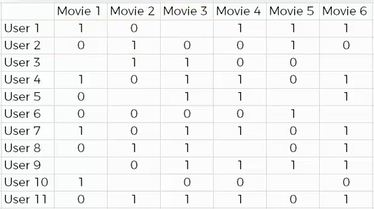 Movie 1 Movie 2 Movie 3 Movie 4 Movie 5 Movie 6
User 1 1 0 1 1 1
User 2 0 1 0 0 1 0
User 3 1 1 0 0
User 4 1 0 1 1 0 1
User 5 0 1 1 1
User 6 0 0 0 0 1
User 7 1 0 1 1 0 1
User 8 0 1 1 0 1
User 9 0 1 1 1 1
User 10 1 0 0 0
User 11 0 1 1 1 0 1